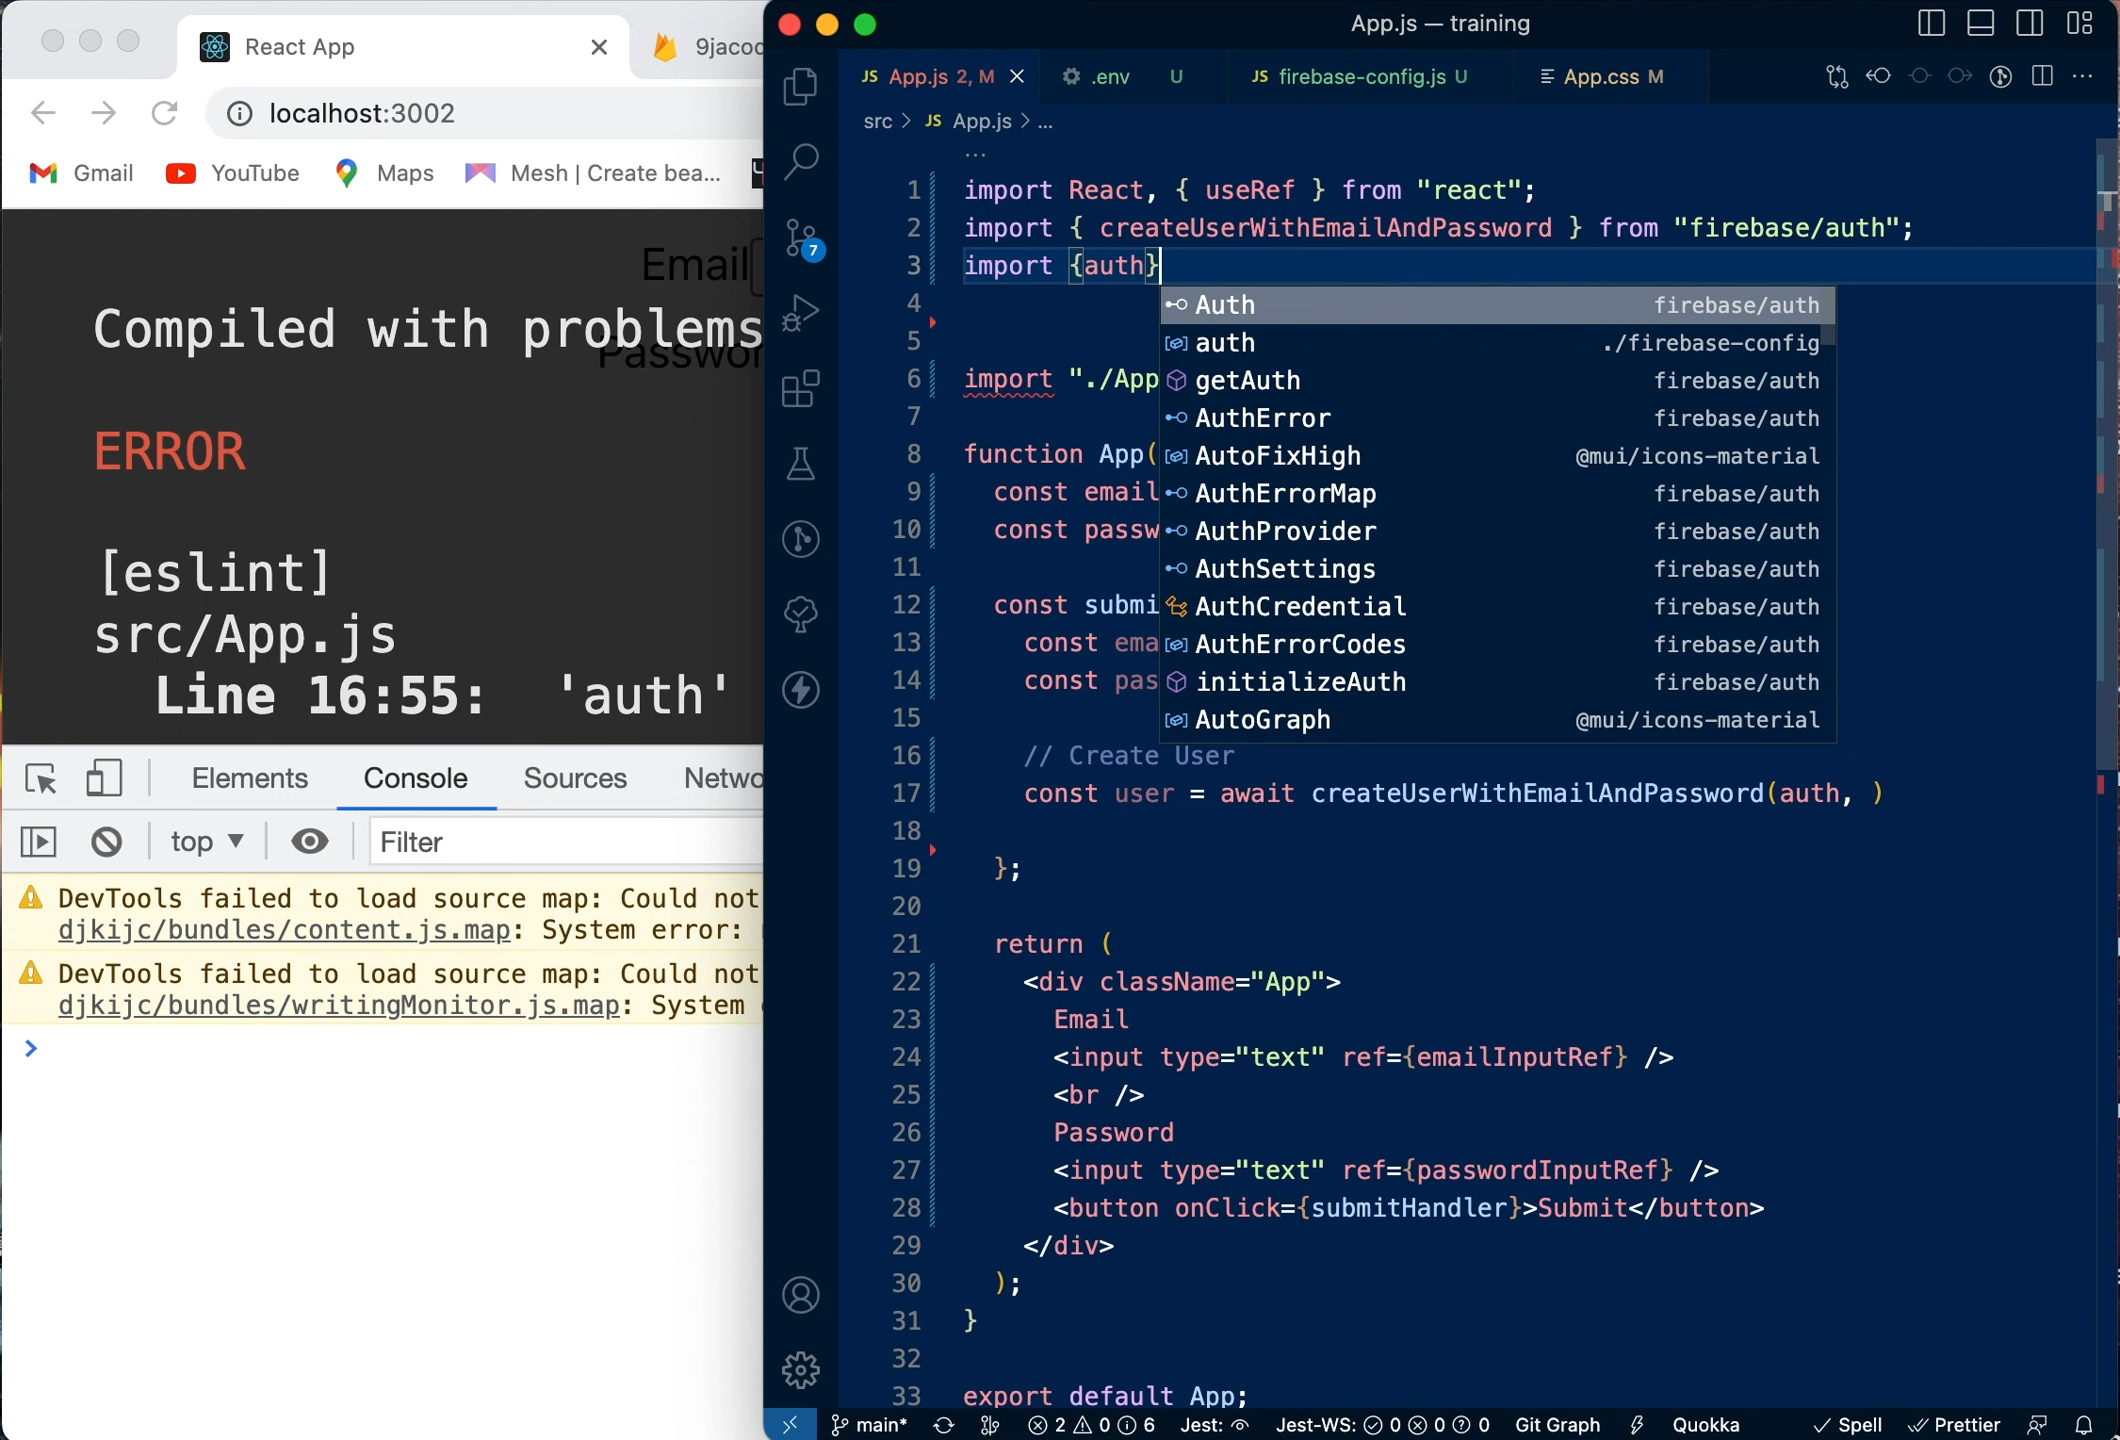 React App
9jacod
localhost:3002
Gmail
YouTube
Maps
Mesh | Create bea...
Email
Password
Compiled with problems
ERROR
[eslint]
src/App.js
Line 16:55: 'auth'
Elements
Console
Sources
Netwo
top
Filter
DevTools failed to load source map: Could not
djkijc/bundles/content.js.map: System error:
DevTools failed to load source map: Could not
djkijc/bundles/writingMonitor.js.map: System
>
App.js — training
JS App.js 2, M
.env U
JS firebase-config.js U
App.css M
src > JS App.js > ...
...
1 import React, { useRef } from "react";
2 import { createUserWithEmailAndPassword } from "firebase/auth";
3 import {auth}
4
5
6 import "./App
7
8 function App(
9 const email
10 const passw
11
12 const submi
13 const ema
14 const pas
15
16 // Create User
17 const user = await createUserWithEmailAndPassword(auth, )
18
19 };
20
21 return (
22 <div className="App">
23 Email
24 <input type="text" ref={emailInputRef} />
25 <br />
26 Password
27 <input type="text" ref={passwordInputRef} />
28 <button onClick={submitHandler}>Submit</button>
29 </div>
30 );
31 }
32
33 export default App;
Auth firebase/auth
auth ./firebase-config
getAuth firebase/auth
AuthError firebase/auth
AutoFixHigh @mui/icons-material
AuthErrorMap firebase/auth
AuthProvider firebase/auth
AuthSettings firebase/auth
AuthCredential firebase/auth
AuthErrorCodes firebase/auth
initializeAuth firebase/auth
AutoGraph @mui/icons-material
7
main* 2 0 6 Jest: Jest-WS: 0 0 0 Git Graph Quokka Spell Prettier